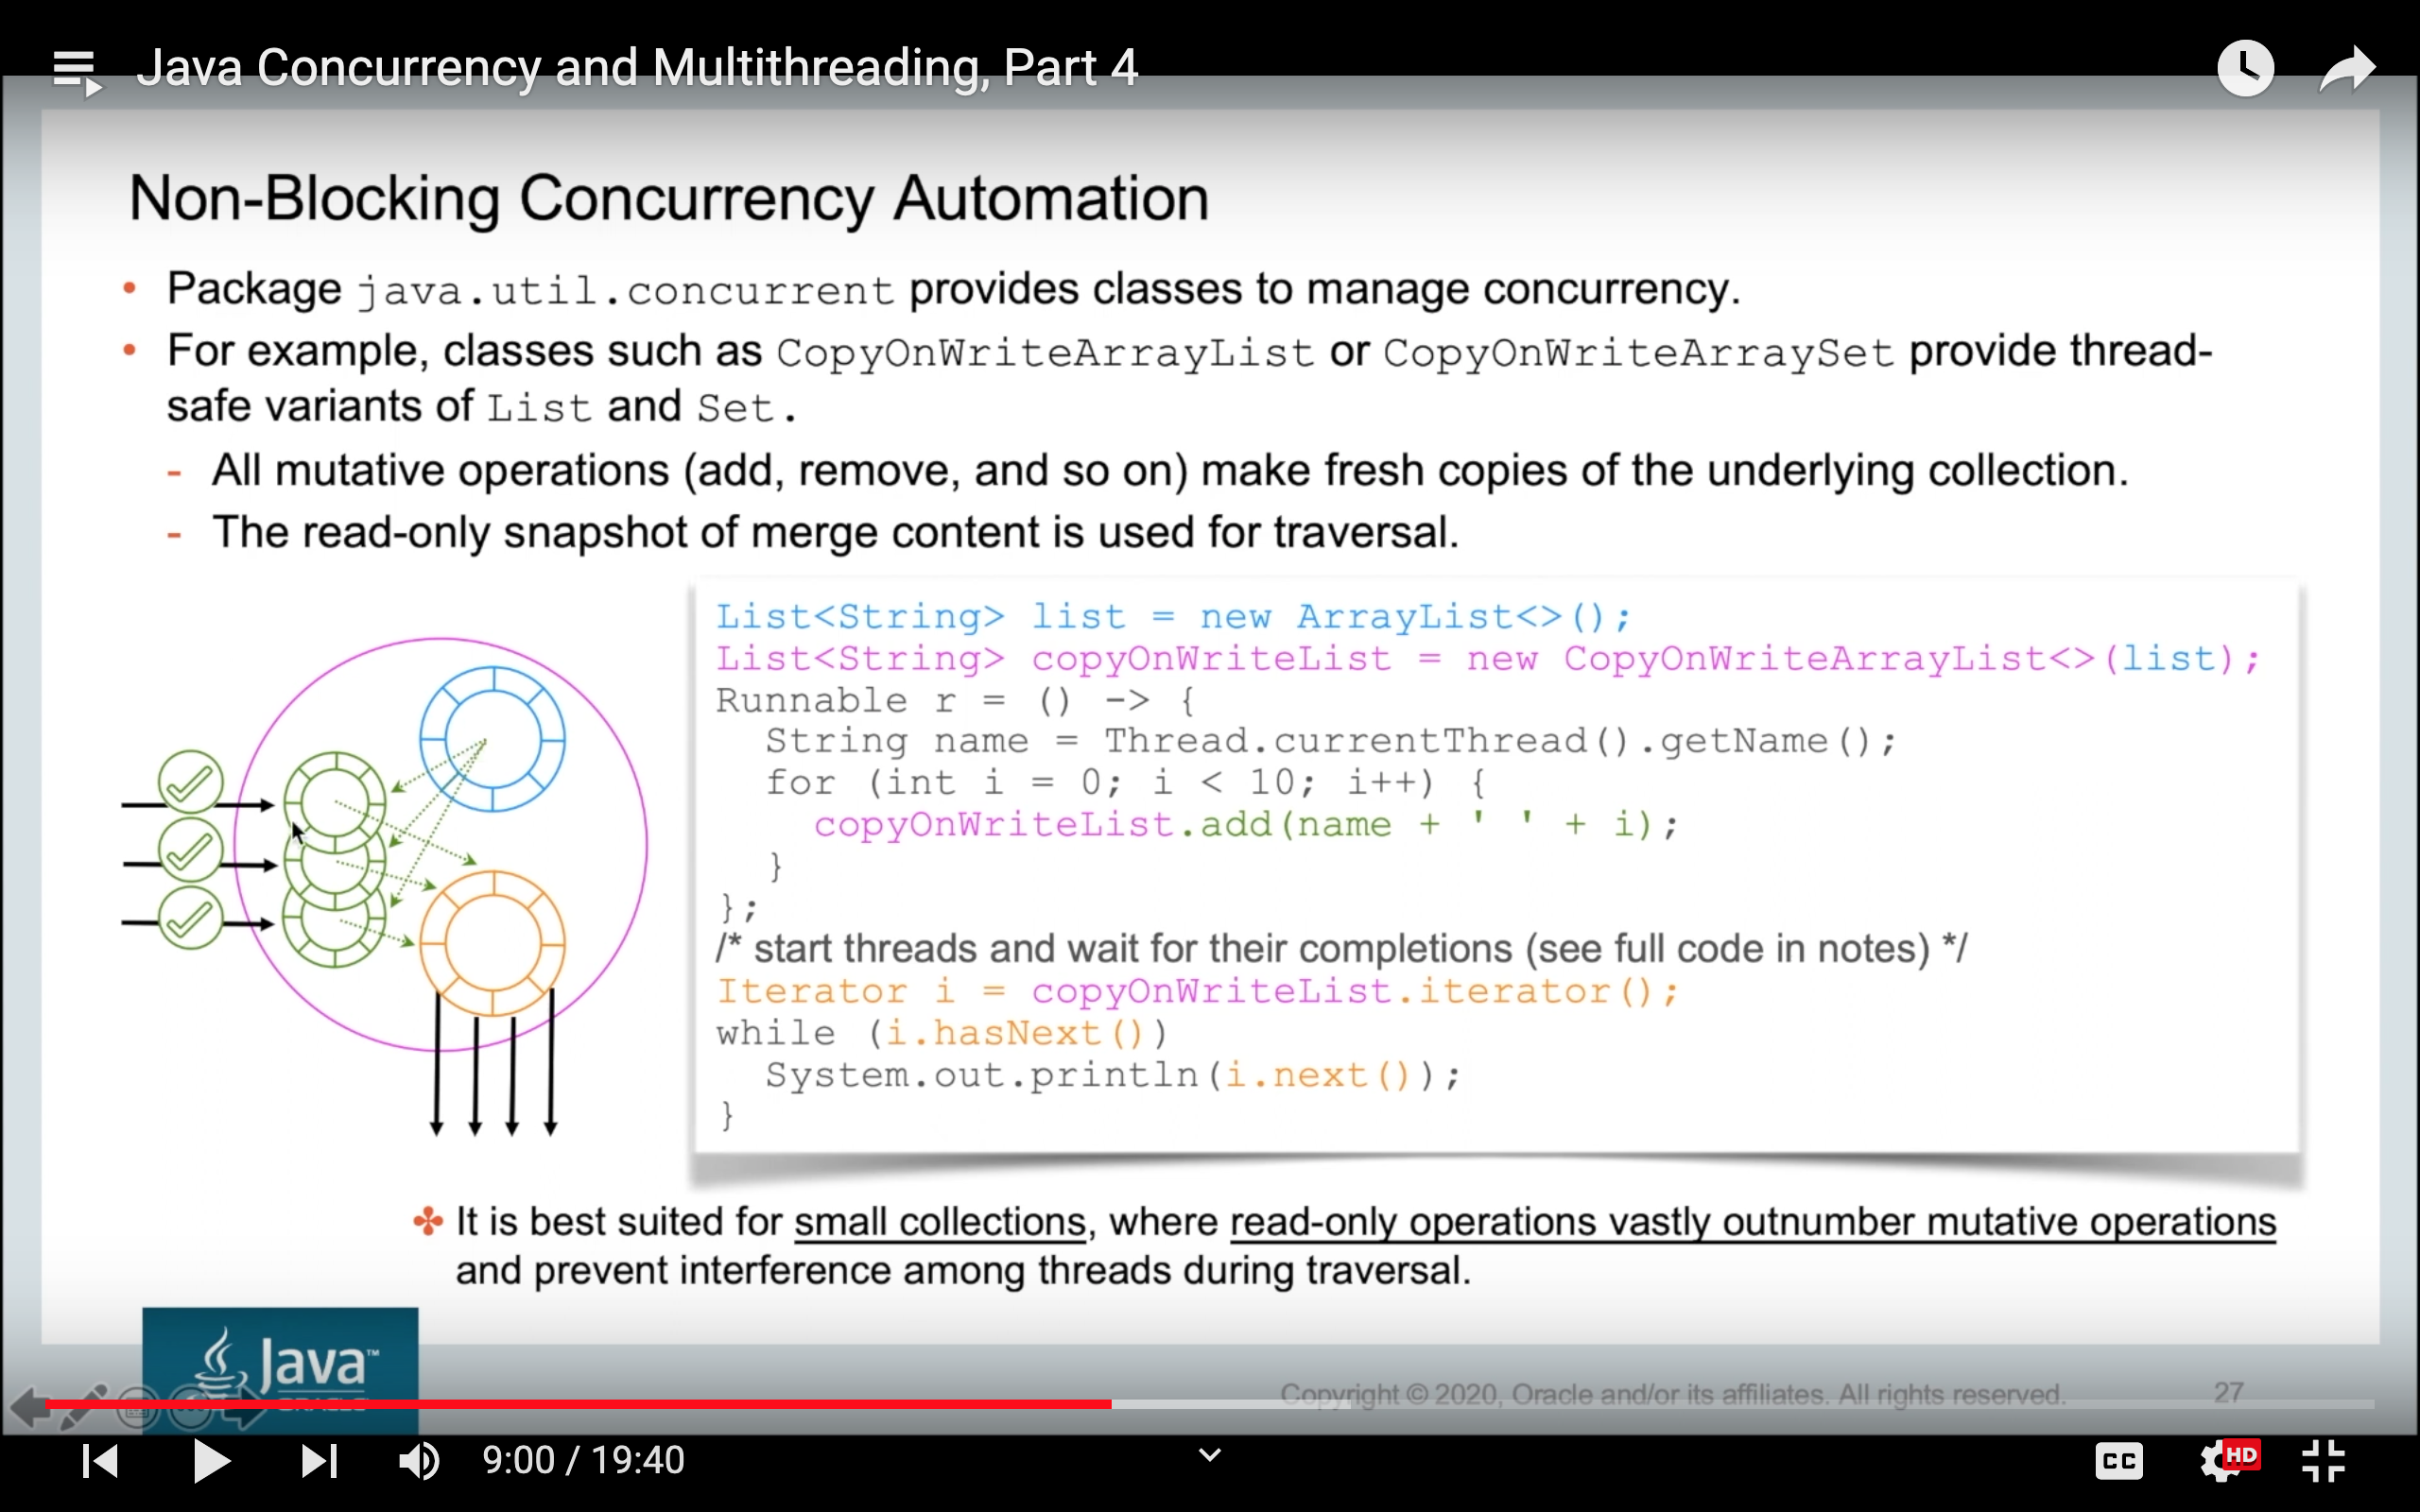 Java Concurrency and Multithreading, Part 4
Non-Blocking Concurrency Automation
• Package java.util.concurrent provides classes to manage concurrency.
• For example, classes such as CopyOnWriteArrayList or CopyOnWriteArraySet provide thread-
safe variants of List and Set.
- All mutative operations (add, remove, and so on) make fresh copies of the underlying collection.
- The read-only snapshot of merge content is used for traversal.
List<String> list = new ArrayList<>();
List<String> copyOnWriteList = new CopyOnWriteArrayList<>(list);
Runnable r = () -> {
String name = Thread.currentThread().getName();
for (int i = 0; i < 10; i++) {
copyOnWriteList.add(name + ' ' + i);
}
};
/* start threads and wait for their completions (see full code in notes) */
Iterator i = copyOnWriteList.iterator();
while (i.hasNext())
System.out.println(i.next());
}
It is best suited for small collections, where read-only operations vastly outnumber mutative operations
and prevent interference among threads during traversal.
Java™
Copyright © 2020, Oracle and/or its affiliates. All rights reserved. 27
9:00 / 19:40
CC
HD